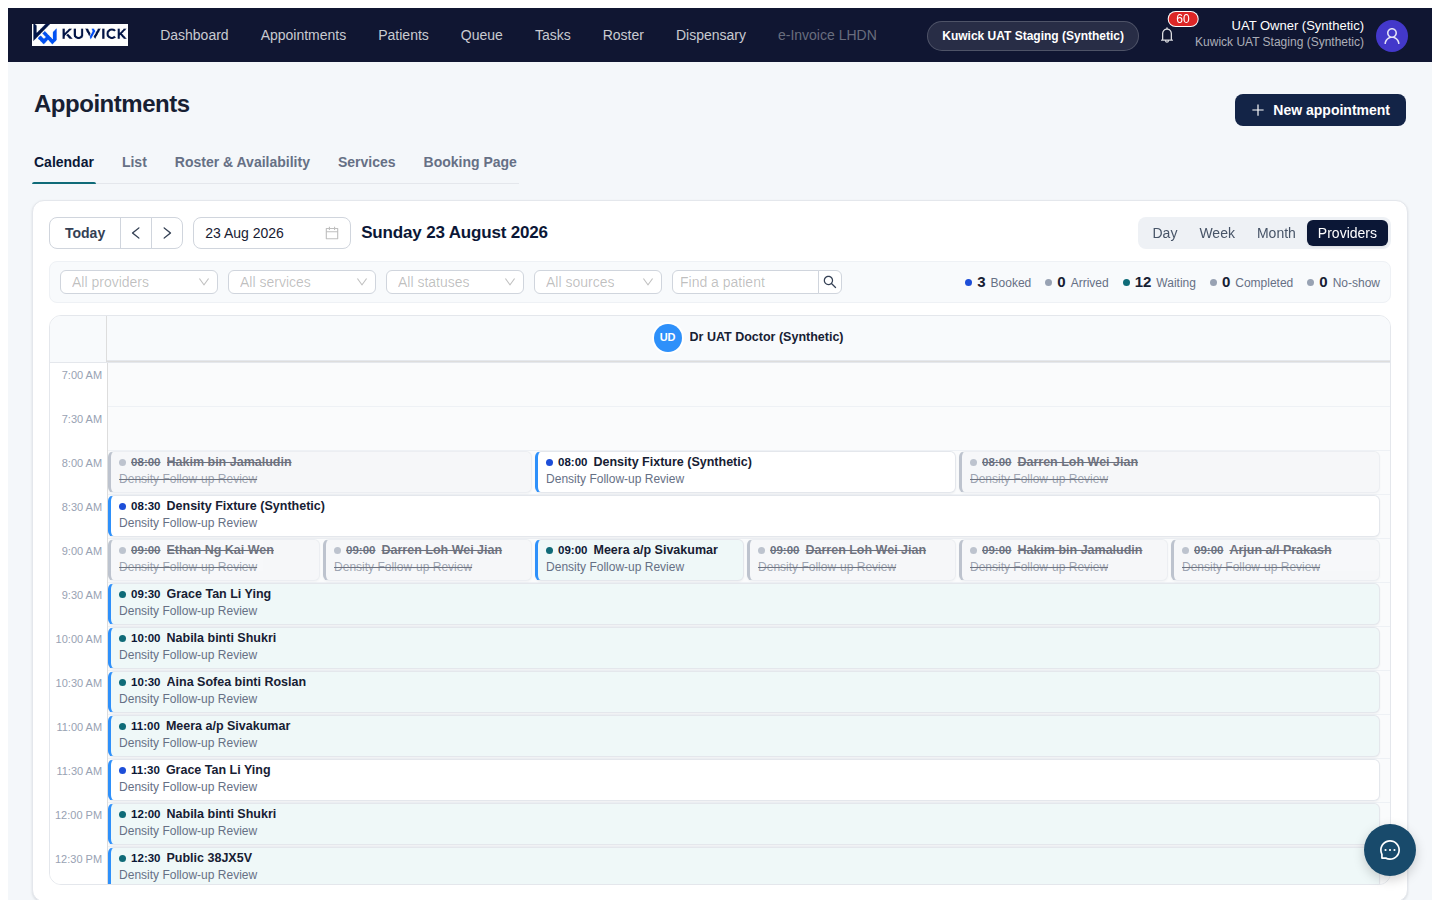 KUWICK
Dashboard
Appointments
Patients
Queue
Tasks
Roster
Dispensary
e-Invoice LHDN
Kuwick UAT Staging (Synthetic)
60
UAT Owner (Synthetic)
Kuwick UAT Staging (Synthetic)
Appointments
New appointment
Calendar
List
Roster & Availability
Services
Booking Page
Today
23 Aug 2026
Sunday 23 August 2026
Day
Week
Month
Providers
All providers
All services
All statuses
All sources
Find a patient
3 Booked
0 Arrived
12 Waiting
0 Completed
0 No-show
UD
Dr UAT Doctor (Synthetic)
7:00 AM
7:30 AM
8:00 AM
08:00 Hakim bin Jamaludin
Density Follow-up Review
08:00 Density Fixture (Synthetic)
Density Follow-up Review
08:00 Darren Loh Wei Jian
Density Follow-up Review
8:30 AM
08:30 Density Fixture (Synthetic)
Density Follow-up Review
9:00 AM
09:00 Ethan Ng Kai Wen
Density Follow-up Review
09:00 Darren Loh Wei Jian
Density Follow-up Review
09:00 Meera a/p Sivakumar
Density Follow-up Review
09:00 Darren Loh Wei Jian
Density Follow-up Review
09:00 Hakim bin Jamaludin
Density Follow-up Review
09:00 Arjun a/l Prakash
Density Follow-up Review
9:30 AM
09:30 Grace Tan Li Ying
Density Follow-up Review
10:00 AM
10:00 Nabila binti Shukri
Density Follow-up Review
10:30 AM
10:30 Aina Sofea binti Roslan
Density Follow-up Review
11:00 AM
11:00 Meera a/p Sivakumar
Density Follow-up Review
11:30 AM
11:30 Grace Tan Li Ying
Density Follow-up Review
12:00 PM
12:00 Nabila binti Shukri
Density Follow-up Review
12:30 PM
12:30 Public 38JX5V
Density Follow-up Review